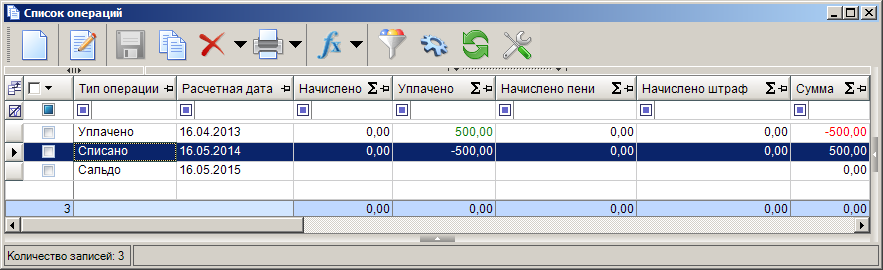 Список операций
Тип операции Расчетная дата Начислено Σ Уплачено Σ Начислено пени Σ Начислено штраф Σ Сумма Σ
Уплачено 16.04.2013 0,00 500,00 0,00 0,00 -500,00
Списано 16.05.2014 0,00 -500,00 0,00 0,00 500,00
Сальдо 16.05.2015 0,00
3 0,00 0,00 0,00 0,00 0,00
Количество записей: 3